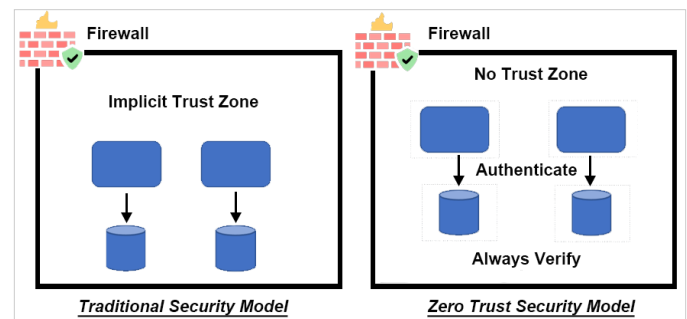 Firewall
Implicit Trust Zone
Traditional Security Model
Firewall
No Trust Zone
Authenticate
Always Verify
Zero Trust Security Model